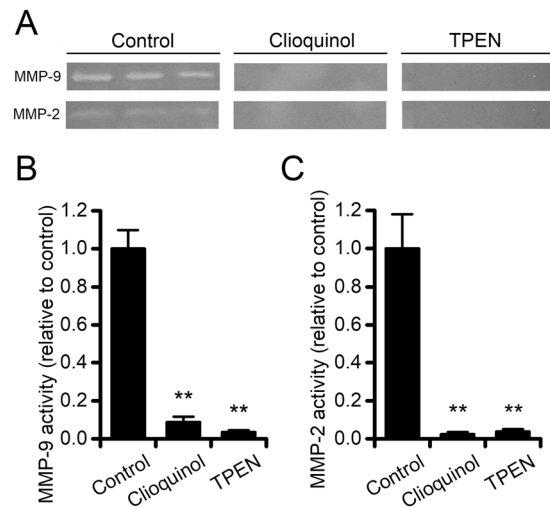 A
Control Clioquinol TPEN
MMP-9
MMP-2
B
MMP-9 activity (relative to control)
1.2
1.0
0.8
0.6
0.4
0.2
0.0
**
**
Control Clioquinol TPEN
C
MMP-2 activity (relative to control)
1.2
1.0
0.8
0.6
0.4
0.2
0.0
**
**
Control Clioquinol TPEN